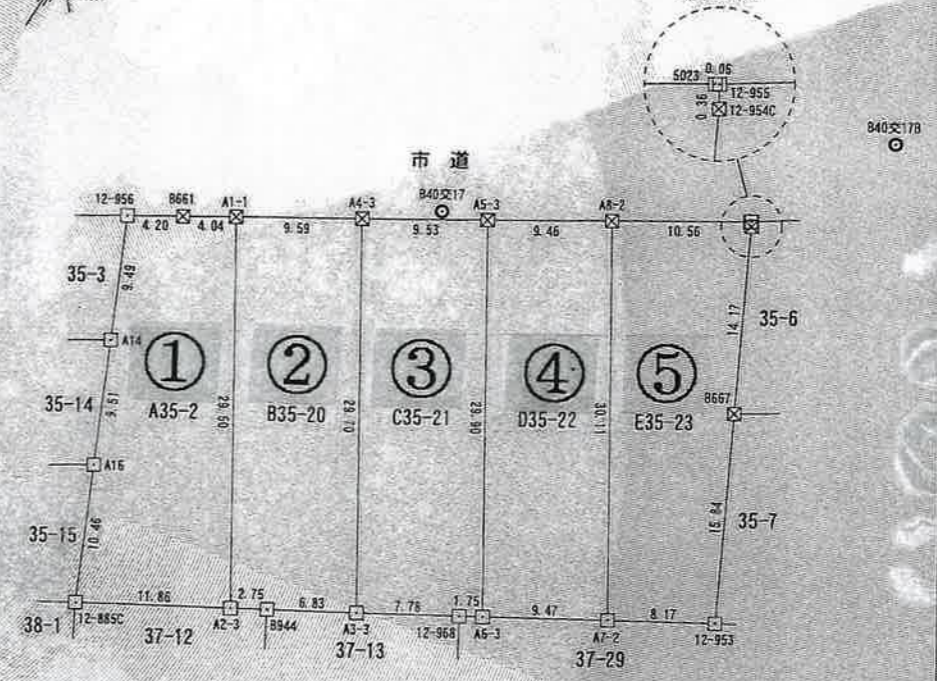 5023 0.05
12-955
0.36 12-954C
B40交17B
市道
12-956 B661 A1-1 A4-3 B40交17 A5-3 A8-2
4.20 4.04 9.59 9.53 9.46 10.56
35-3 9.49
14.17 35-6
A14
① ② ③ ④ ⑤
35-14 9.51
A35-2 29.60 B35-20 29.70 C35-21 29.90 D35-22 30.11 E35-23
B667
A16
35-15 10.46
15.84 35-7
11.86 2.75 6.83 7.78 1.75 9.47 8.17
38-1 12-885C A2-3 B944 A3-3 12-968 A6-3 A7-2 12-953
37-12 37-13 37-29